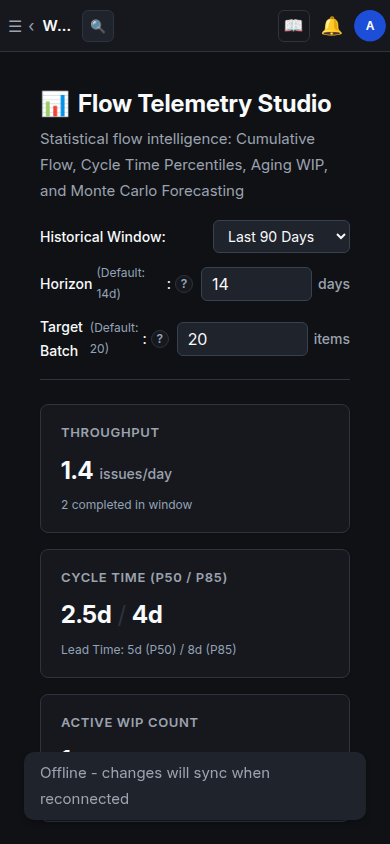 W...
A
Flow Telemetry Studio
Statistical flow intelligence: Cumulative
Flow, Cycle Time Percentiles, Aging WIP,
and Monte Carlo Forecasting
Historical Window: Last 90 Days
Horizon (Default: 14d) : ? 14 days
Target Batch (Default: 20) : ? 20 items
THROUGHPUT
1.4 issues/day
2 completed in window
CYCLE TIME (P50 / P85)
2.5d / 4d
Lead Time: 5d (P50) / 8d (P85)
ACTIVE WIP COUNT
Offline - changes will sync when
reconnected